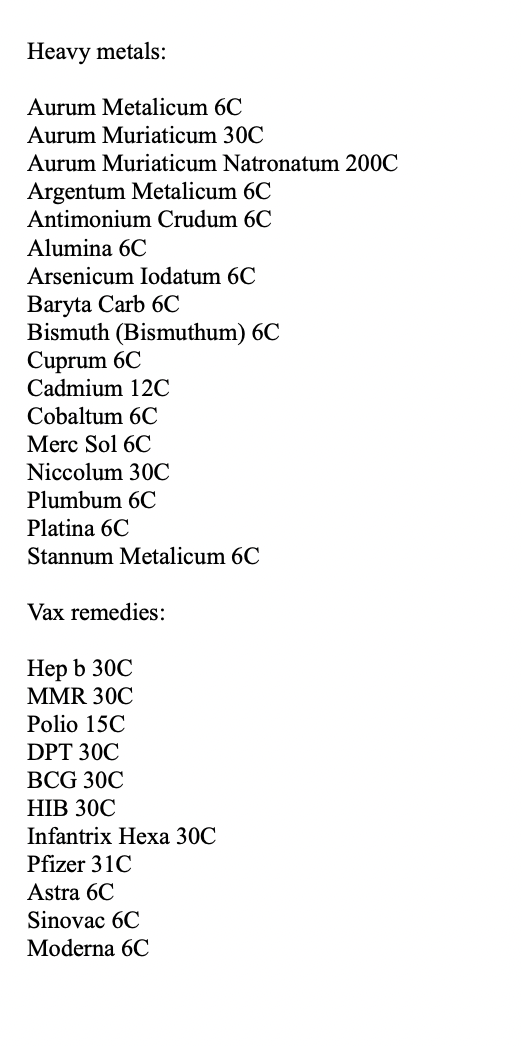 Heavy metals:
Aurum Metalicum 6C
Aurum Muriaticum 30C
Aurum Muriaticum Natronatum 200C
Argentum Metalicum 6C
Antimonium Crudum 6C
Alumina 6C
Arsenicum Iodatum 6C
Baryta Carb 6C
Bismuth (Bismuthum) 6C
Cuprum 6C
Cadmium 12C
Cobaltum 6C
Merc Sol 6C
Niccolum 30C
Plumbum 6C
Platina 6C
Stannum Metalicum 6C
Vax remedies:
Hep b 30C
MMR 30C
Polio 15C
DPT 30C
BCG 30C
HIB 30C
Infantrix Hexa 30C
Pfizer 31C
Astra 6C
Sinovac 6C
Moderna 6C